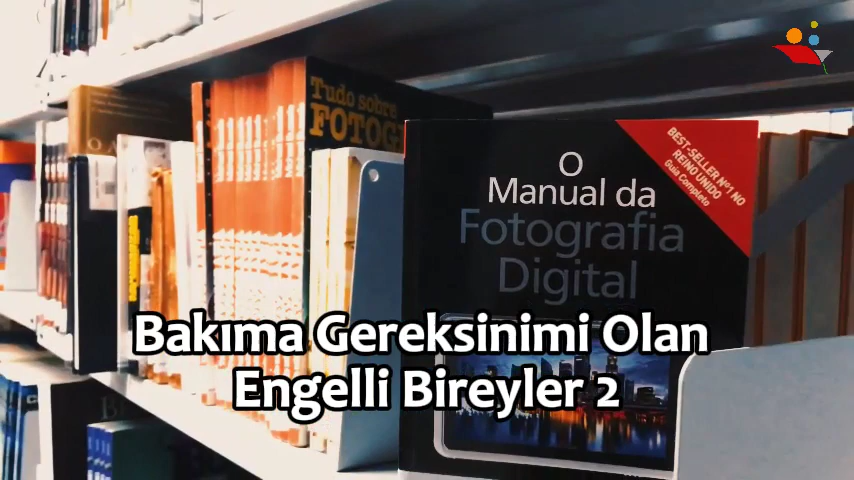 Tudo sobre
FOTOG
O
Manual da
Fotografia
Digital
BEST-SELLER Nº1 NO
REINO UNIDO
Guia Completo
Bakıma Gereksinimi Olan
Engelli Bireyler 2